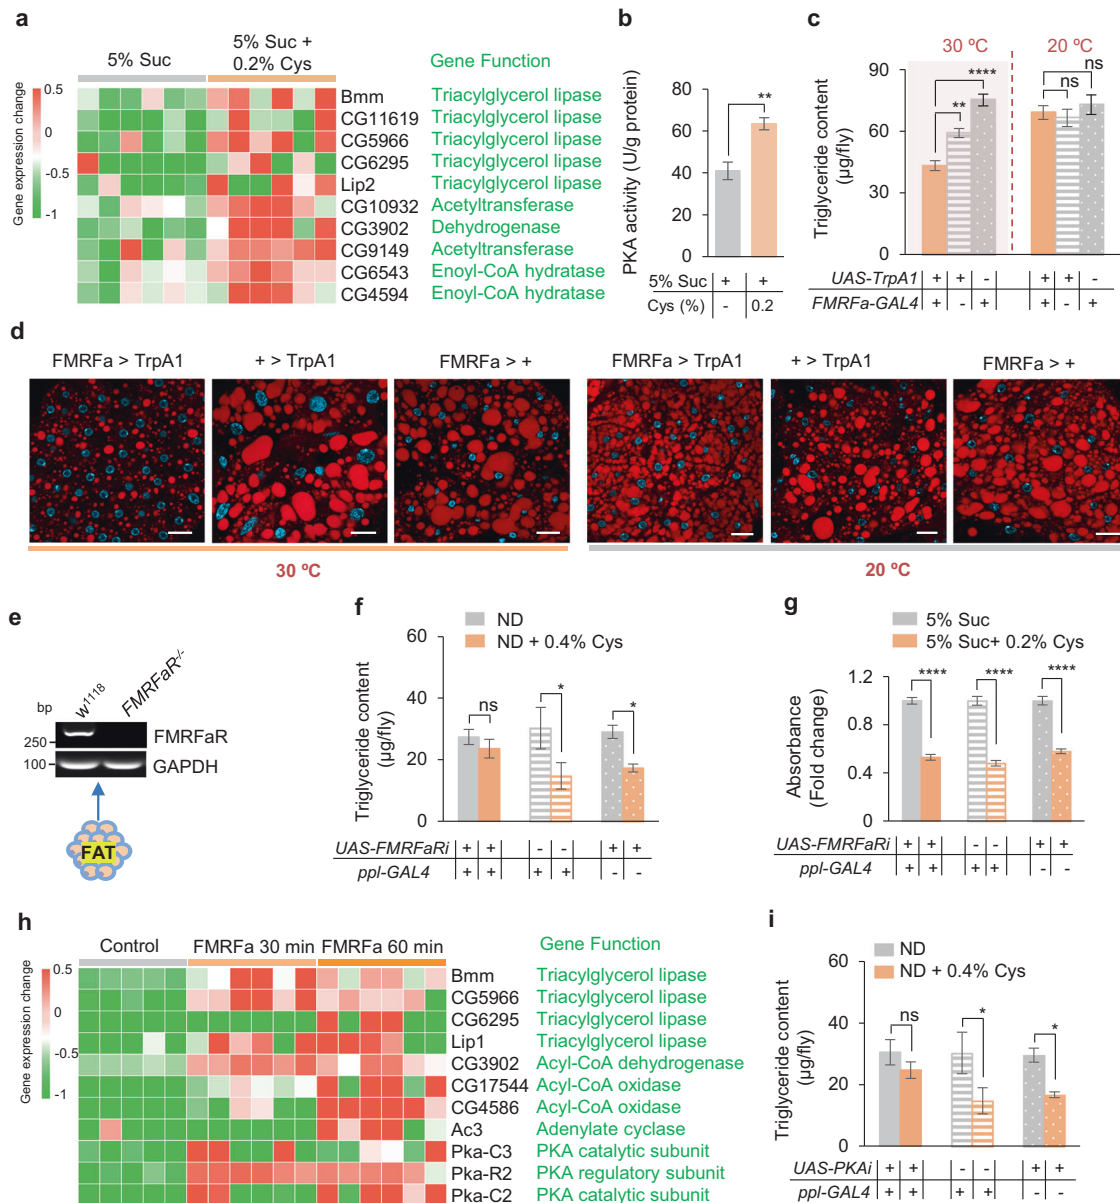 a
5% Suc
5% Suc +
0.2% Cys
Gene Function
Gene expression change
0.5
0
-0.5
-1
Bmm Triacylglycerol lipase
CG11619 Triacylglycerol lipase
CG5966 Triacylglycerol lipase
CG6295 Triacylglycerol lipase
Lip2 Triacylglycerol lipase
CG10932 Acetyltransferase
CG3902 Dehydrogenase
CG9149 Acetyltransferase
CG6543 Enoyl-CoA hydratase
CG4594 Enoyl-CoA hydratase
b
PKA activity (U/g protein)
80
60
40
20
0
**
5% Suc + +
Cys (%) - 0.2
c
30 ºC 20 ºC
Triglyceride content
(µg/fly)
90
60
30
0
****
**
ns
ns
UAS-TrpA1 + + - + + -
FMRFa-GAL4 + - + + - +
d
FMRFa > TrpA1 + > TrpA1 FMRFa > + FMRFa > TrpA1 + > TrpA1 FMRFa > +
30 ºC 20 ºC
e
w1118 FMRFaR-/-
bp
250
100
FMRFaR
GAPDH
FAT
f
ND
ND + 0.4% Cys
Triglyceride content
(µg/fly)
60
40
20
0
ns * *
UAS-FMRFaRi + + - - + +
ppl-GAL4 + + + + - -
g
5% Suc
5% Suc+ 0.2% Cys
Absorbance
(Fold change)
1.2
0.8
0.4
0
**** **** ****
UAS-FMRFaRi + + - - + +
ppl-GAL4 + + + + - -
h
Control FMRFa 30 min FMRFa 60 min
Gene Function
Gene expression change
0.5
0
-0.5
-1
Bmm Triacylglycerol lipase
CG5966 Triacylglycerol lipase
CG6295 Triacylglycerol lipase
Lip1 Triacylglycerol lipase
CG3902 Acyl-CoA dehydrogenase
CG17544 Acyl-CoA oxidase
CG4586 Acyl-CoA oxidase
Ac3 Adenylate cyclase
Pka-C3 PKA catalytic subunit
Pka-R2 PKA regulatory subunit
Pka-C2 PKA catalytic subunit
i
ND
ND + 0.4% Cys
Triglyceride content
(µg/fly)
60
40
20
0
ns * *
UAS-PKAi + + - - + +
ppl-GAL4 + + + + - -